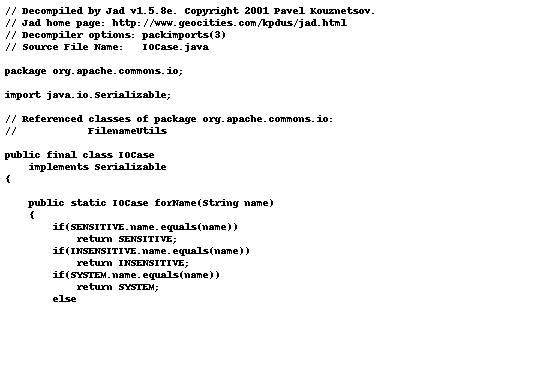 // Decompiled by Jad v1.5.8e. Copyright 2001 Pavel Kouznetsov.
// Jad home page: http://www.geocities.com/kpdus/jad.html
// Decompiler options: packimports(3)
// Source File Name:   IOCase.java

package org.apache.commons.io;

import java.io.Serializable;

// Referenced classes of package org.apache.commons.io:
//            FilenameUtils

public final class IOCase
    implements Serializable
{

    public static IOCase forName(String name)
    {
        if(SENSITIVE.name.equals(name))
            return SENSITIVE;
        if(INSENSITIVE.name.equals(name))
            return INSENSITIVE;
        if(SYSTEM.name.equals(name))
            return SYSTEM;
        else